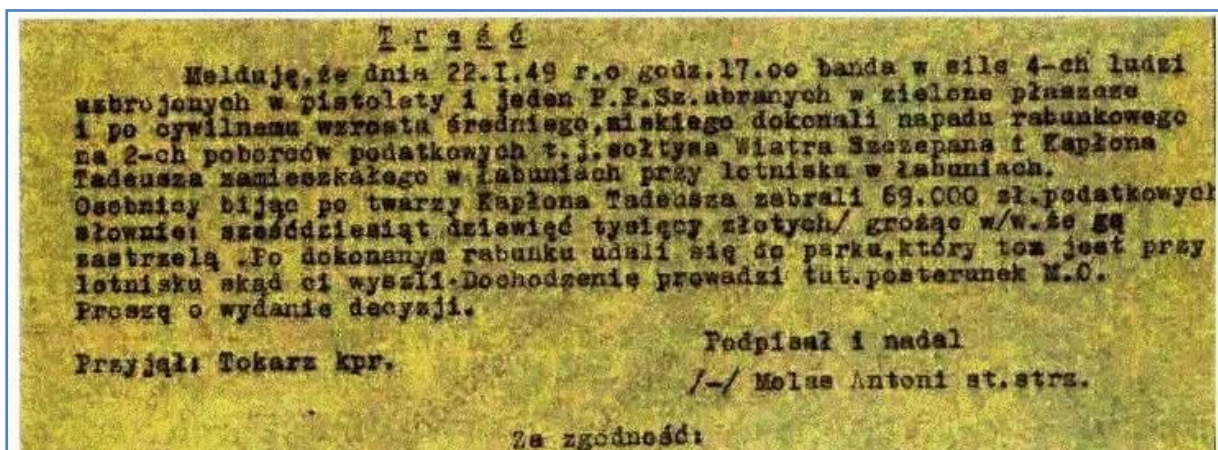 T r e ś ć
Melduję,że dnia 22.I.49 r.o godz.17.oo banda w sile 4-ch ludzi
uzbrojonych w pistolety i jeden P.P.Sz.ubranych w zielone płaszcze
i po cywilnemu wzrostu średniego,niskiego dokonali napadu rabunkowego
na 2-ch poborców podatkowych t.j.sołtysa Wiatra Szczepana i Kapłona
Tadeusza zamieszkałego w Łabuniach przy lotnisku w Łabuniach.
Osobnicy bijąc po twarzy Kapłona Tadeusza zabrali 69.000 zł.podatkowych
słownie: sześćdziesiąt dziewięć tysięcy złotych/ grożąc w/w.że gą
zastrzelą .Po dokonanym rabunku udali się do parku,który tom jest przy
lotnisku skąd ci wyszli.Dochodzenie prowadzi tut.posterunek M.O.
Proszę o wydanie decyzji.
Podpisał i nadał
Przyjął: Tokarz kpr.
/-/ Molas Antoni st.strz.
Za zgodność: